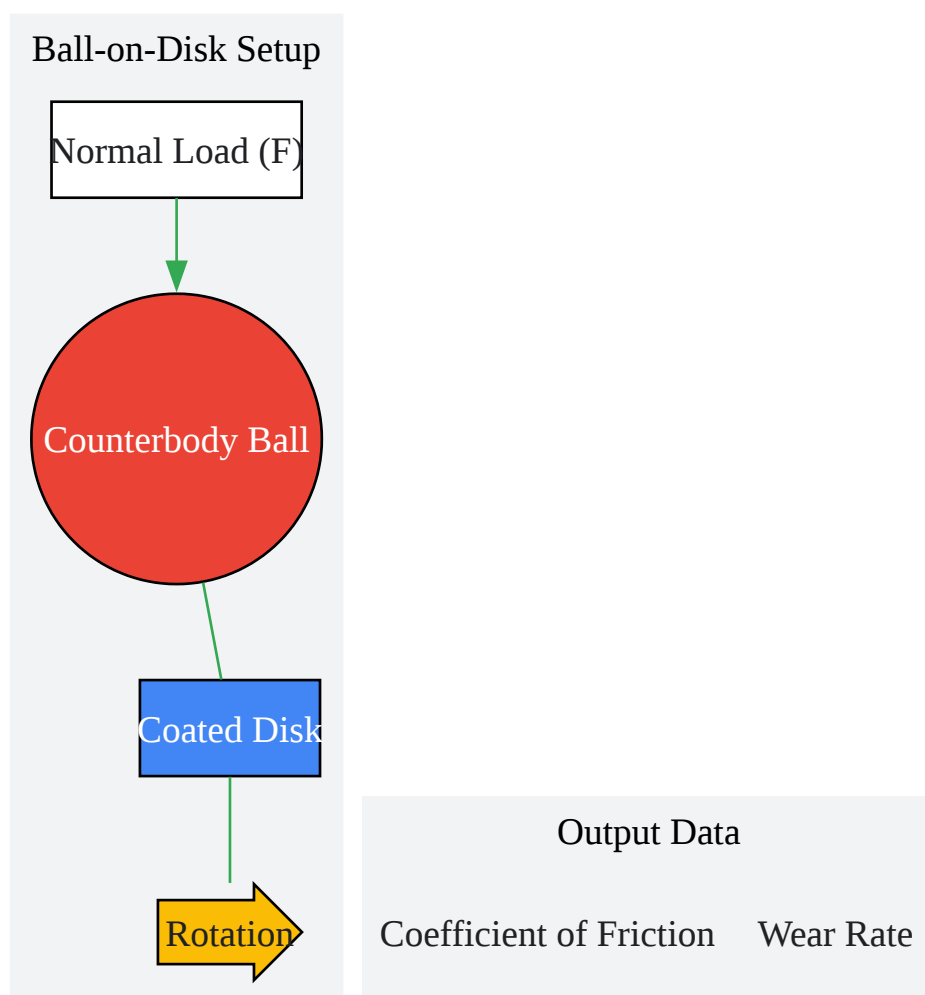 Ball-on-Disk Setup
Normal Load (F)
Counterbody Ball
Coated Disk
Rotation
Output Data
Coefficient of Friction
Wear Rate